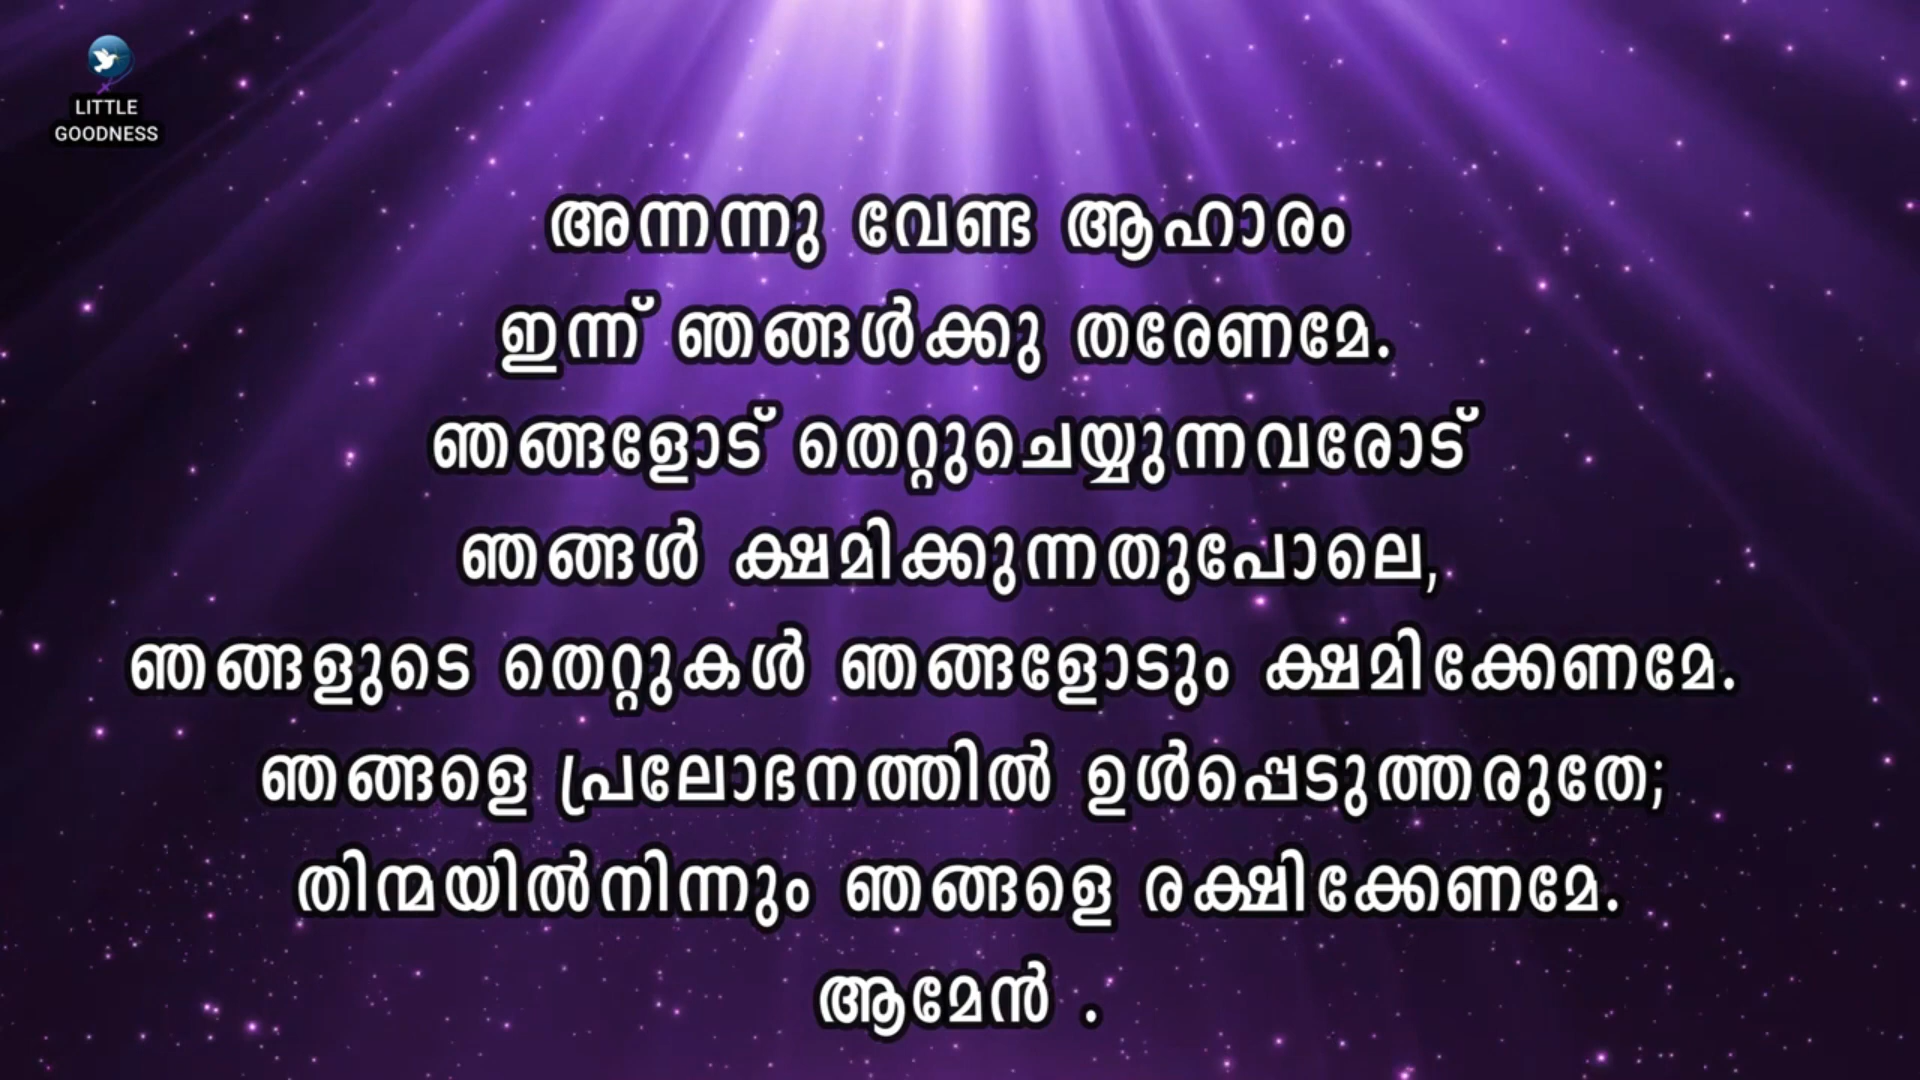 LITTLE
GOODNESS
അന്നന്നു വേണ്ട ആഹാരം
ഇന്ന് ഞങ്ങൾക്കു തരേണമേ.
ഞങ്ങളോട് തെറ്റുചെയ്യുന്നവരോട്
ഞങ്ങൾ ക്ഷമിക്കുന്നതുപോലെ,
ഞങ്ങളുടെ തെറ്റുകൾ ഞങ്ങളോടും ക്ഷമിക്കേണമേ.
ഞങ്ങളെ പ്രലോഭനത്തിൽ ഉൾപ്പെടുത്തരുതേ;
തിന്മയിൽനിന്നും ഞങ്ങളെ രക്ഷിക്കേണമേ.
ആമേൻ .